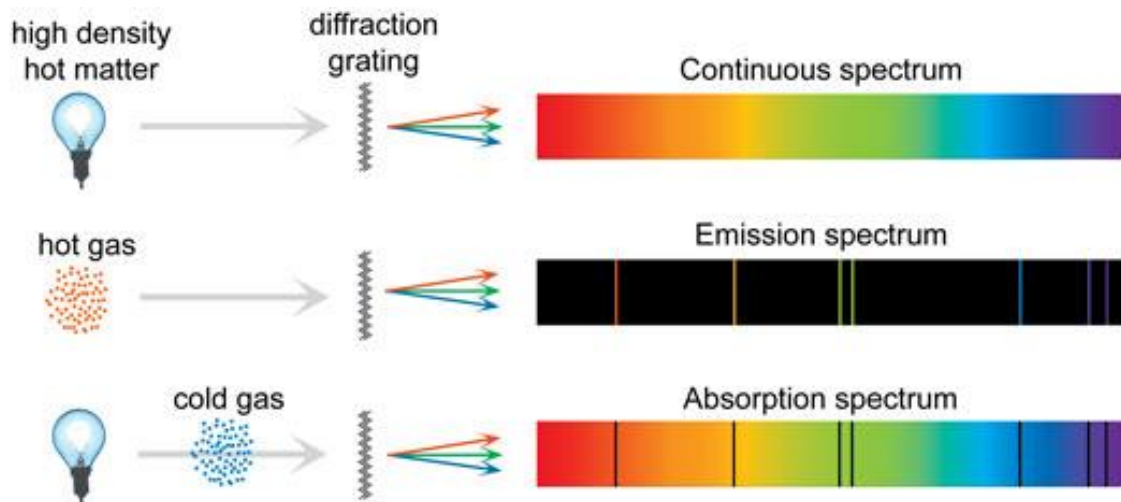 high density
hot matter
diffraction
grating
Continuous spectrum
hot gas
Emission spectrum
cold gas
Absorption spectrum